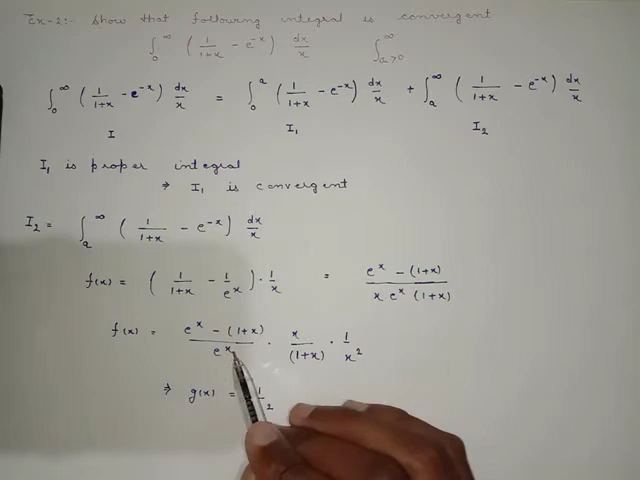 Ex-2:- Show that following integral is convergent
∫₀^∞ (1/(1+x) - e^-x) dx/x ∫_{a>0}^∞
∫₀^∞ (1/(1+x) - e^-x) dx/x = ∫₀^a (1/(1+x) - e^-x) dx/x + ∫_a^∞ (1/(1+x) - e^-x) dx/x
I I₁ I₂
I₁ is proper integral
⇒ I₁ is convergent
I₂ = ∫_a^∞ (1/(1+x) - e^-x) dx/x
f(x) = (1/(1+x) - 1/e^x) · 1/x = (e^x - (1+x))/(x e^x (1+x))
f(x) = (e^x - (1+x))/e^x · x/(1+x) · 1/x²
⇒ g(x) =